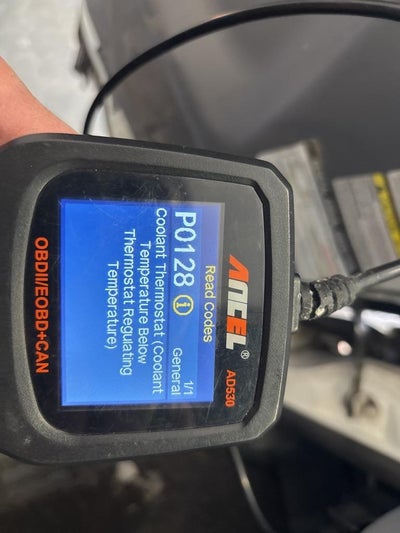 ANCEL® AD530
Read Codes
1/1
P0128 General
Coolant Thermostat (Coolant
Temperature Below
Thermostat Regulating
Temperature)
OBDII/EOBD+CAN